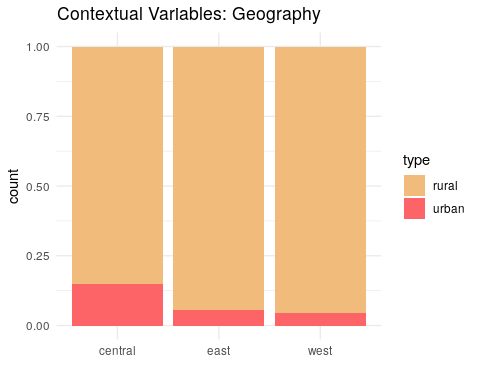 Contextual Variables: Geography
1.00
0.75
0.50
0.25
0.00
count
central east west
type
rural
urban